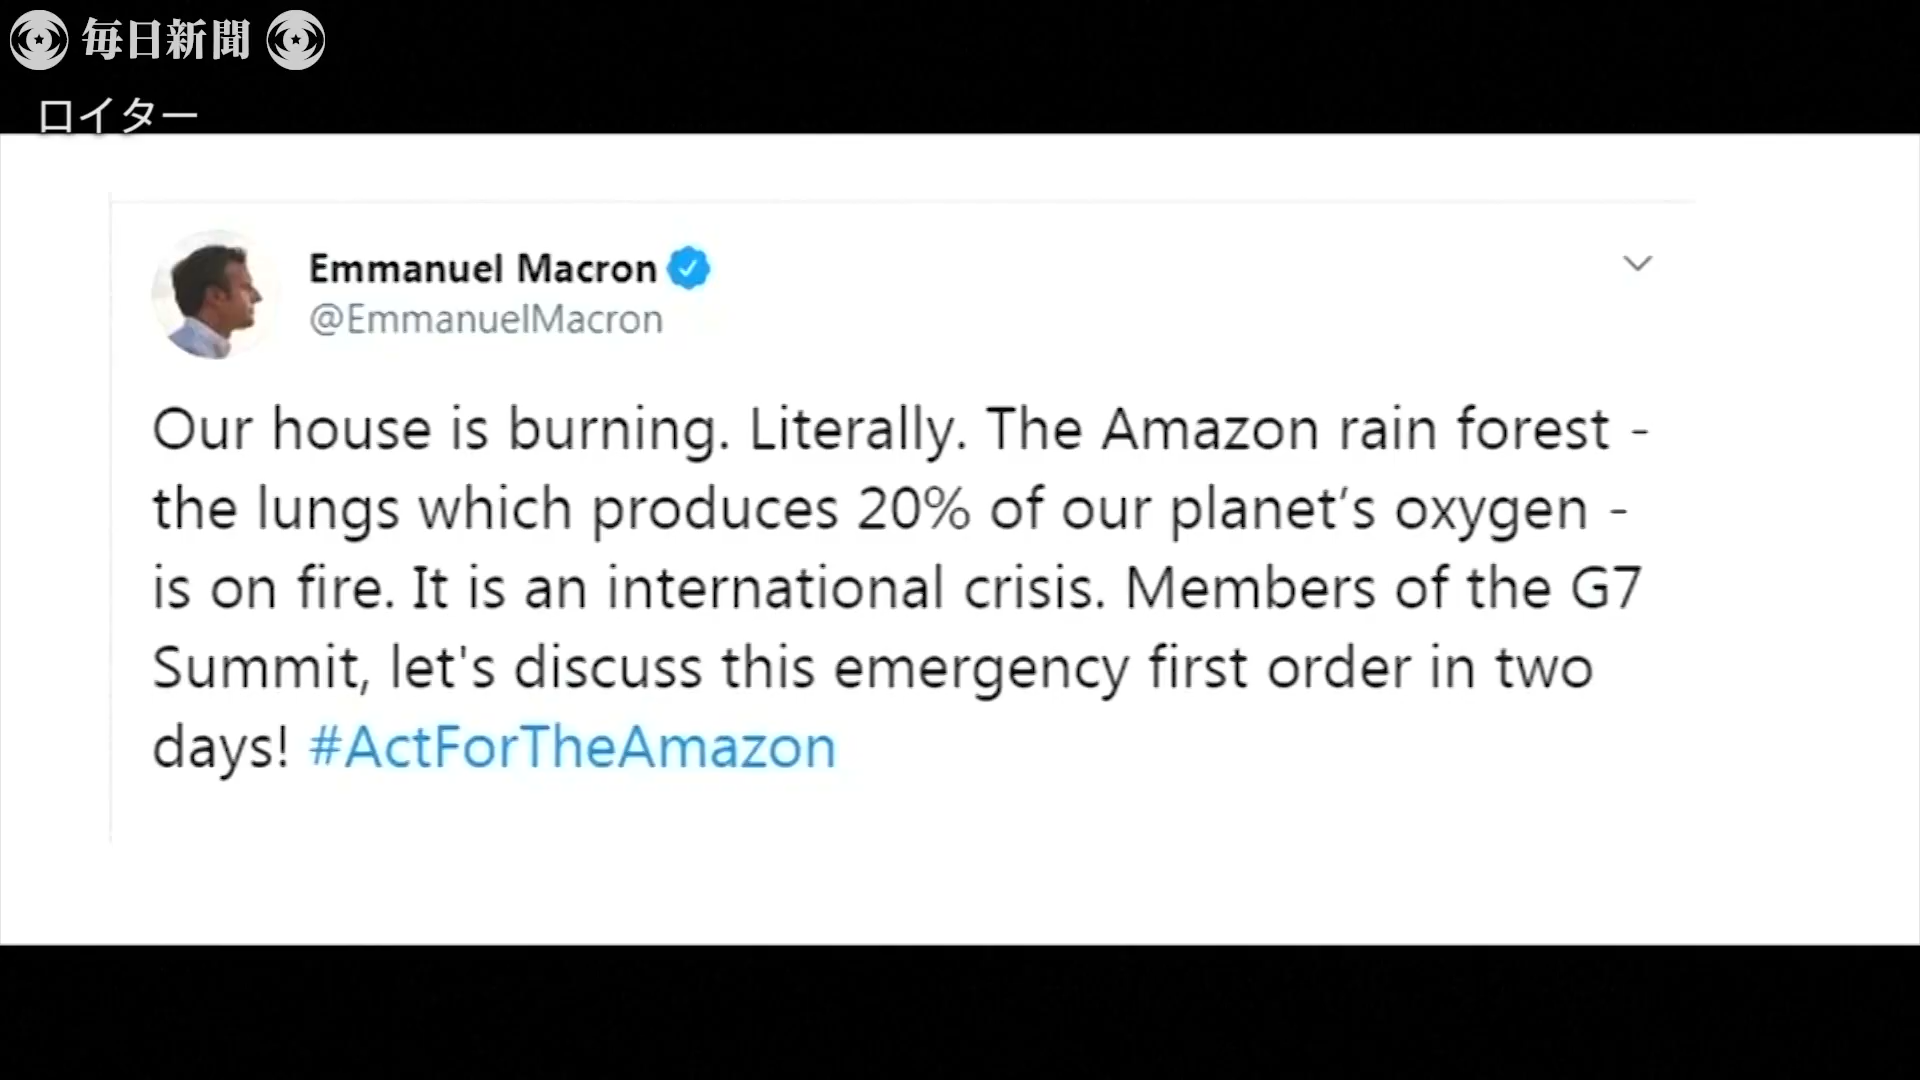 毎日新聞
ロイター
Emmanuel Macron
@EmmanuelMacron
Our house is burning. Literally. The Amazon rain forest -
the lungs which produces 20% of our planet’s oxygen -
is on fire. It is an international crisis. Members of the G7
Summit, let's discuss this emergency first order in two
days! #ActForTheAmazon